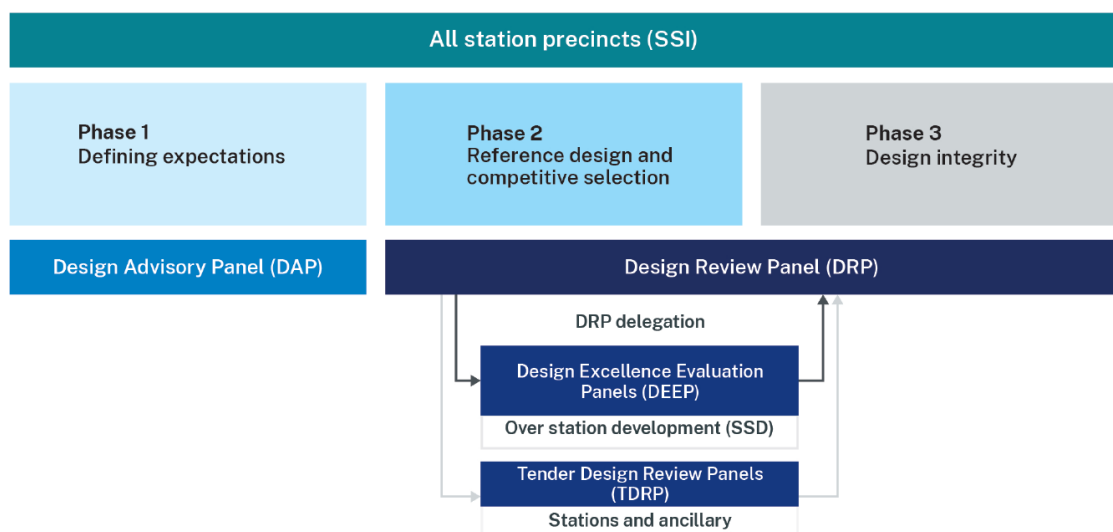 All station precincts (SSI)
Phase 1
Defining expectations
Phase 2
Reference design and
competitive selection
Phase 3
Design integrity
Design Advisory Panel (DAP)
Design Review Panel (DRP)
DRP delegation
Design Excellence Evaluation
Panels (DEEP)
Over station development (SSD)
Tender Design Review Panels
(TDRP)
Stations and ancillary